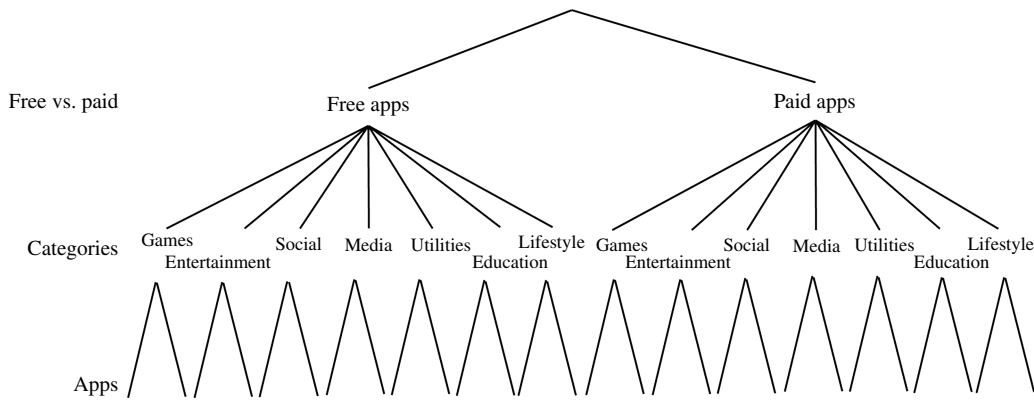 Free vs. paid
Free apps
Paid apps
Categories
Games
Entertainment
Social
Media
Utilities
Education
Lifestyle
Games
Entertainment
Social
Media
Utilities
Education
Lifestyle
Apps